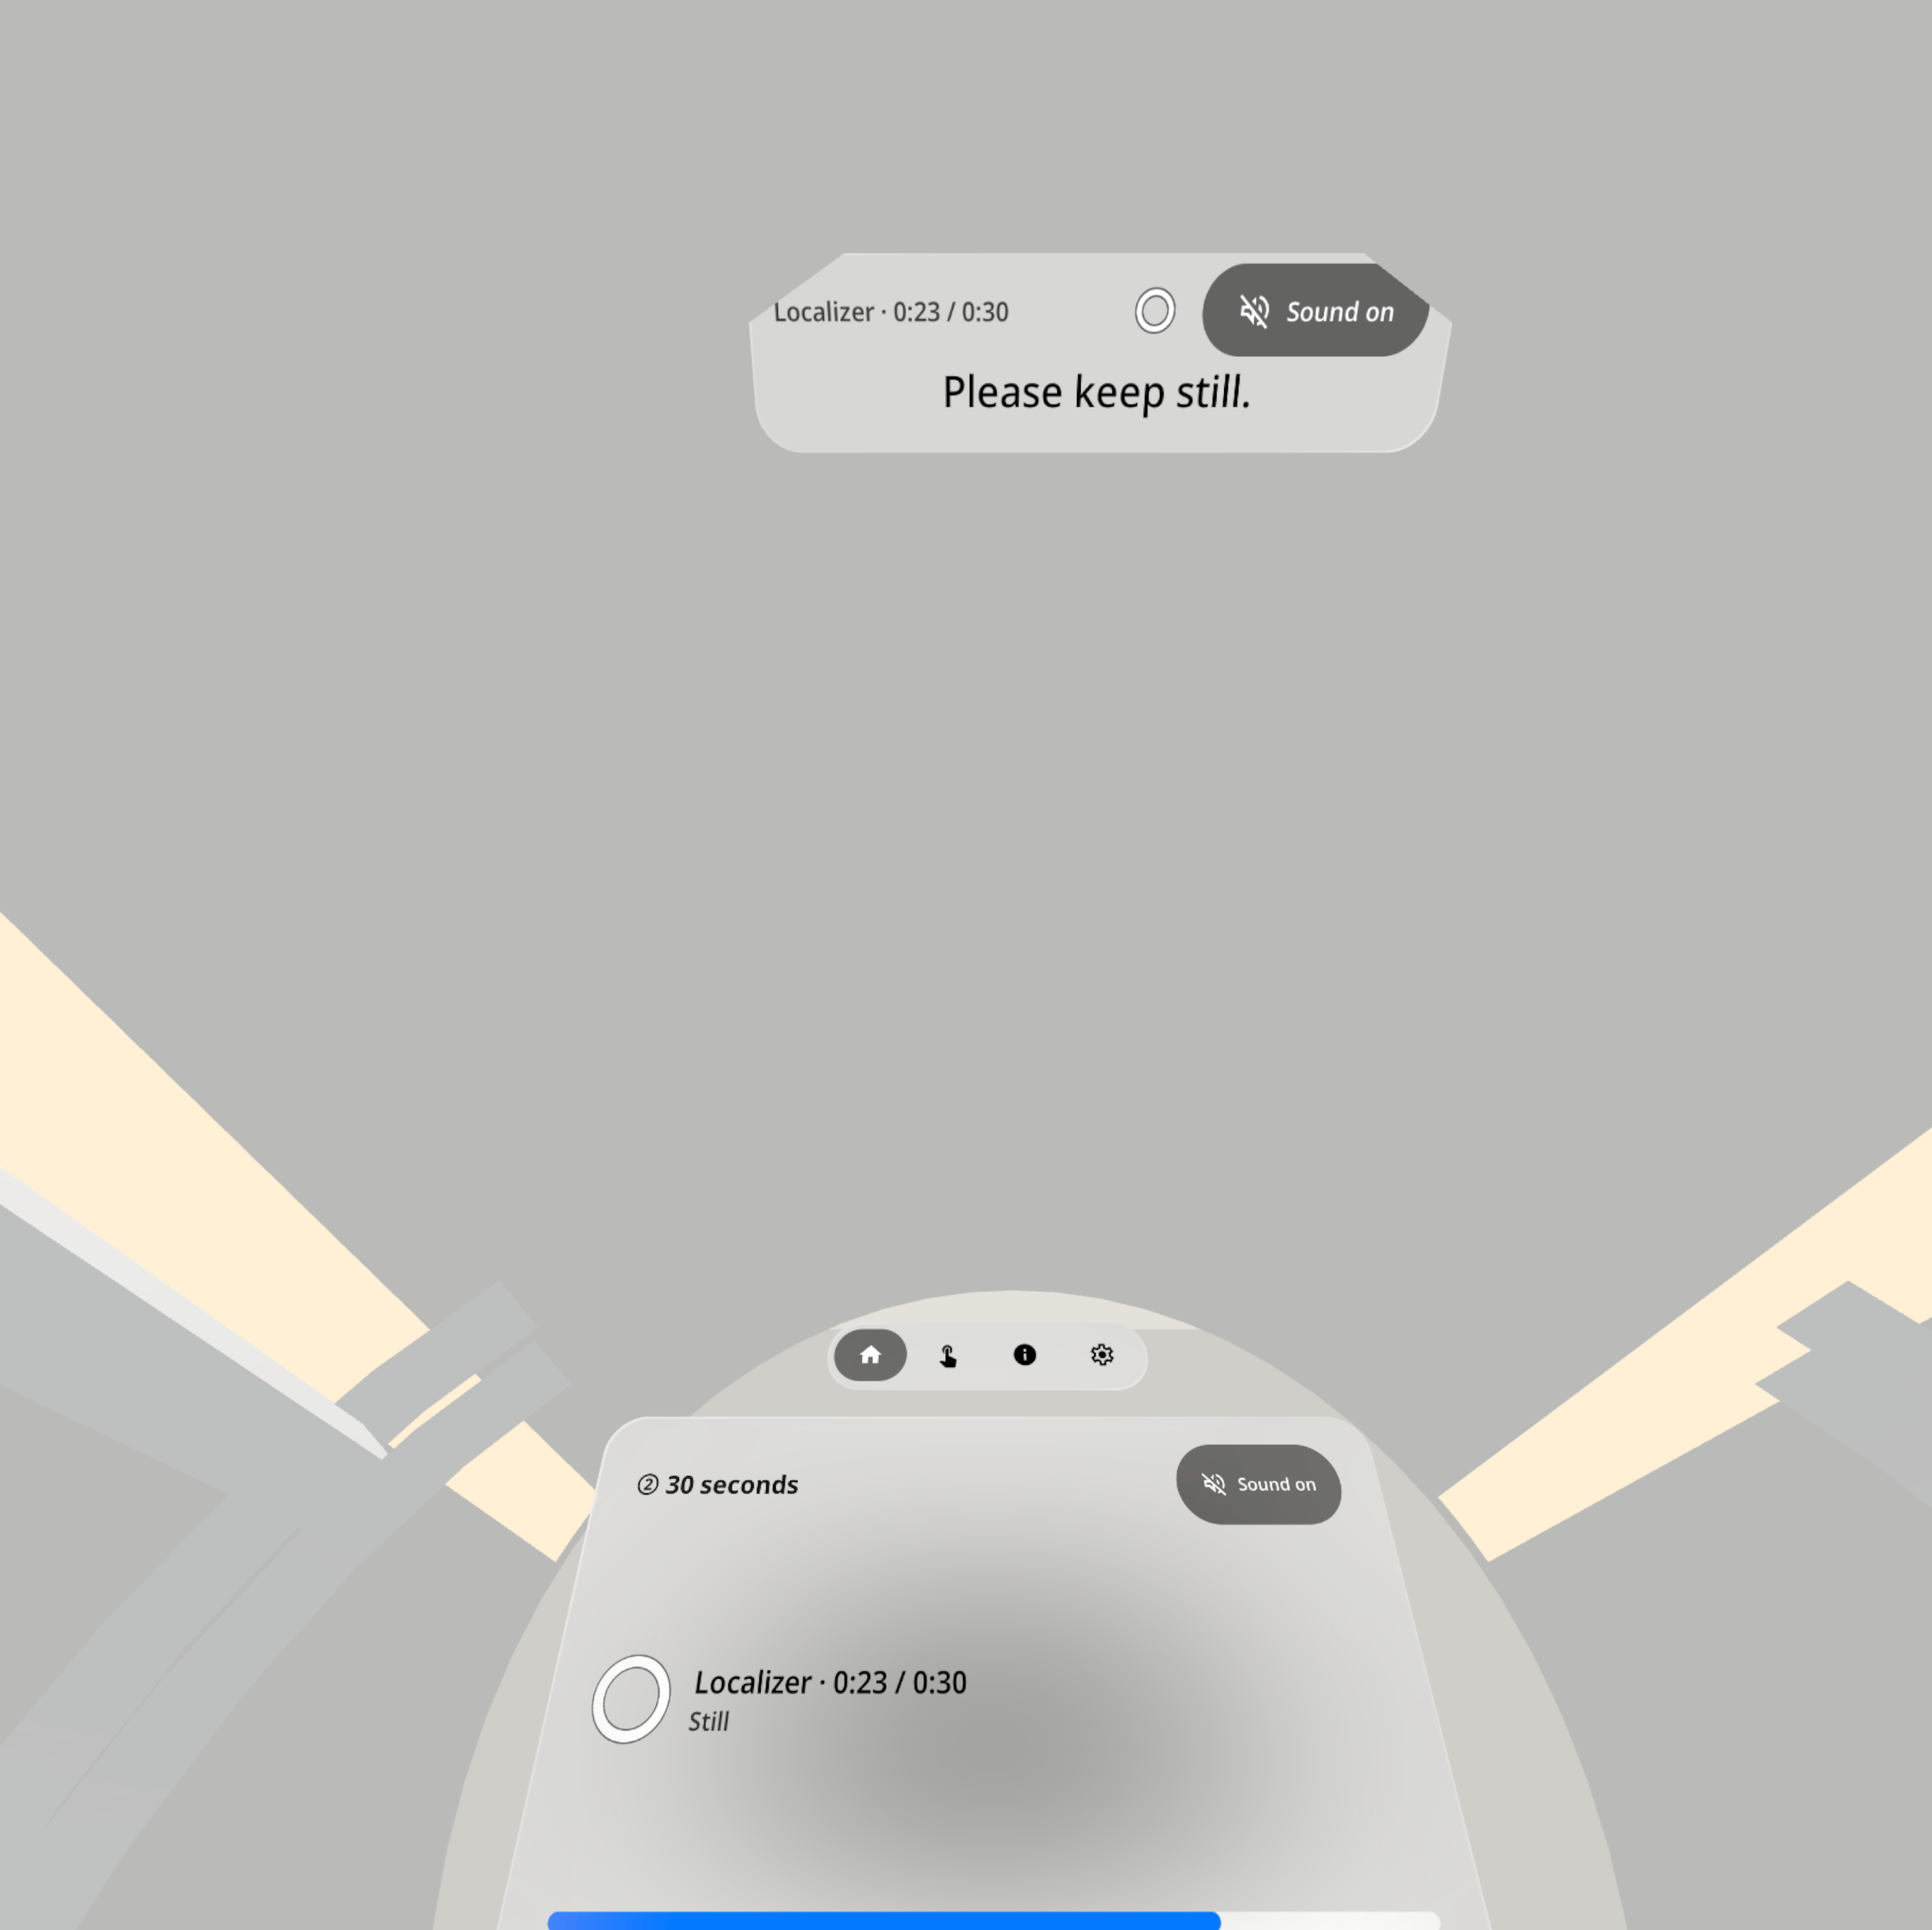 Localizer · 0:23 / 0:30
Sound on
Please keep still.
② 30 seconds
Sound on
Localizer · 0:23 / 0:30
Still